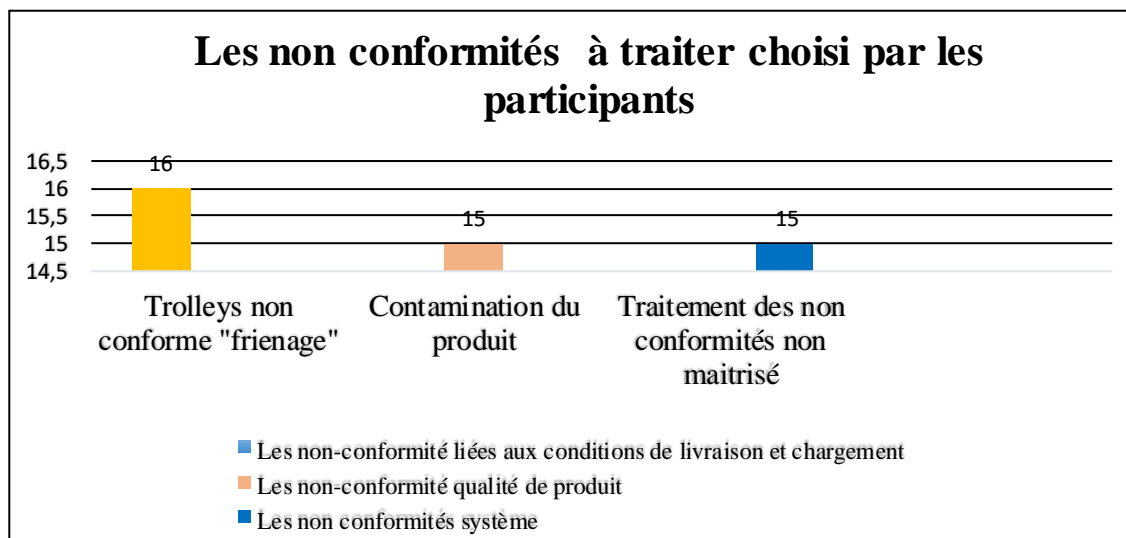 Les non conformités à traiter choisi par les
participants
16,5
16
15,5
15
14,5
16
15
15
Trolleys non
conforme "frienage"
Contamination du
produit
Traitement des non
conformités non
maitrisé
Les non-conformité liées aux conditions de livraison et chargement
Les non-conformité qualité de produit
Les non conformités système